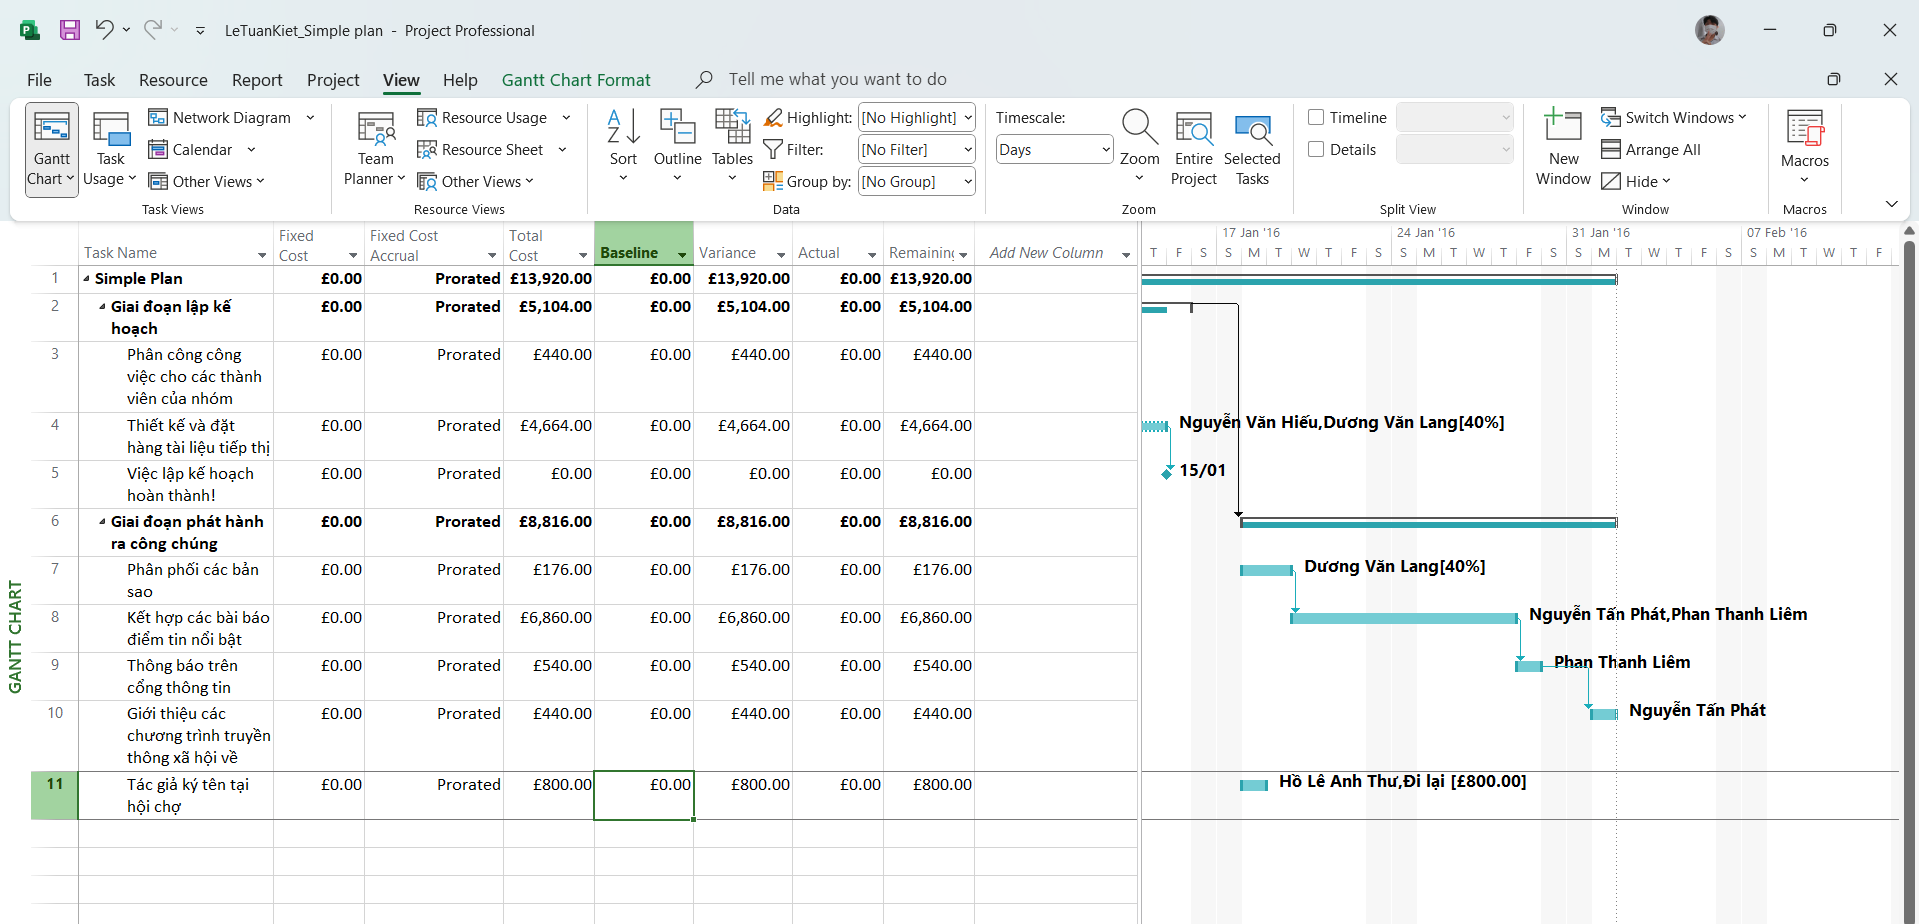 LeTuanKiet_Simple plan - Project Professional
File Task Resource Report Project View Help Gantt Chart Format Tell me what you want to do
Gantt Chart
Task Usage
Network Diagram
Calendar
Other Views
Task Views
Team Planner
Resource Usage
Resource Sheet
Other Views
Resource Views
Sort
Outline
Tables
Highlight: [No Highlight]
Filter: [No Filter]
Group by: [No Group]
Data
Timescale:
Days
Zoom
Entire Project
Selected Tasks
Zoom
Timeline
Details
Split View
New Window
Switch Windows
Arrange All
Hide
Window
Macros
Macros
Task Name Fixed Cost Fixed Cost Accrual Total Cost Baseline Variance Actual Remaining Add New Column
17 Jan '16 24 Jan '16 31 Jan '16 07 Feb '16
T F S S M T W T F S S M T W T F S S M T W T F S S M T W T F
1 Simple Plan £0.00 Prorated £13,920.00 £0.00 £13,920.00 £0.00 £13,920.00
2 Giai đoạn lập kế £0.00 Prorated £5,104.00 £0.00 £5,104.00 £0.00 £5,104.00
hoạch
3 Phân công công £0.00 Prorated £440.00 £0.00 £440.00 £0.00 £440.00
việc cho các thành
viên của nhóm
4 Thiết kế và đặt £0.00 Prorated £4,664.00 £0.00 £4,664.00 £0.00 £4,664.00 Nguyễn Văn Hiếu,Dương Văn Lang[40%]
hàng tài liệu tiếp thị
5 Việc lập kế hoạch £0.00 Prorated £0.00 £0.00 £0.00 £0.00 £0.00 15/01
hoàn thành!
6 Giai đoạn phát hành £0.00 Prorated £8,816.00 £0.00 £8,816.00 £0.00 £8,816.00
ra công chúng
7 Phân phối các bản £0.00 Prorated £176.00 £0.00 £176.00 £0.00 £176.00 Dương Văn Lang[40%]
sao
8 Kết hợp các bài báo £0.00 Prorated £6,860.00 £0.00 £6,860.00 £0.00 £6,860.00 Nguyễn Tấn Phát,Phan Thanh Liêm
điểm tin nổi bật
9 Thông báo trên £0.00 Prorated £540.00 £0.00 £540.00 £0.00 £540.00 Phan Thanh Liêm
cổng thông tin
10 Giới thiệu các £0.00 Prorated £440.00 £0.00 £440.00 £0.00 £440.00 Nguyễn Tấn Phát
chương trình truyền
thông xã hội về
11 Tác giả ký tên tại £0.00 Prorated £800.00 £0.00 £800.00 £0.00 £800.00 Hồ Lê Anh Thư,Đi lại [£800.00]
hội chợ
GANTT CHART